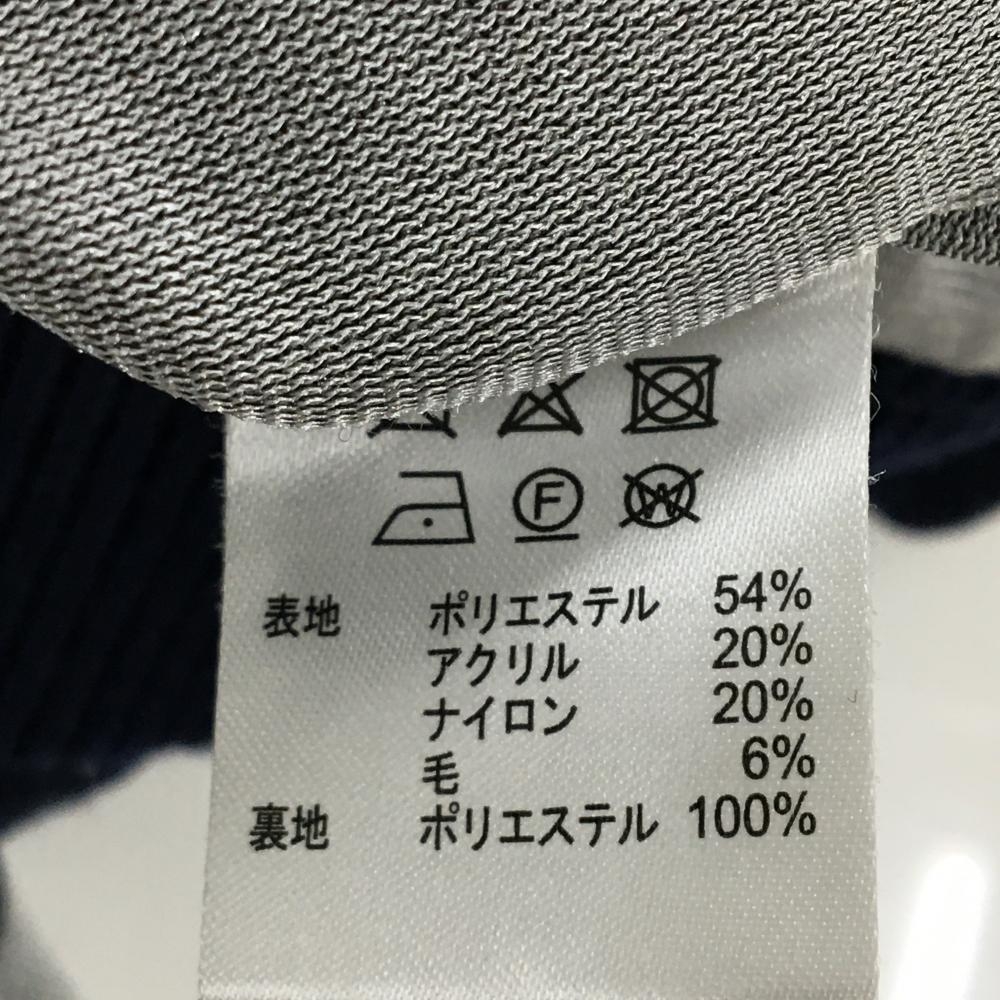 F W
表地 ポリエステル 54%
アクリル 20%
ナイロン 20%
毛 6%
裏地 ポリエステル 100%